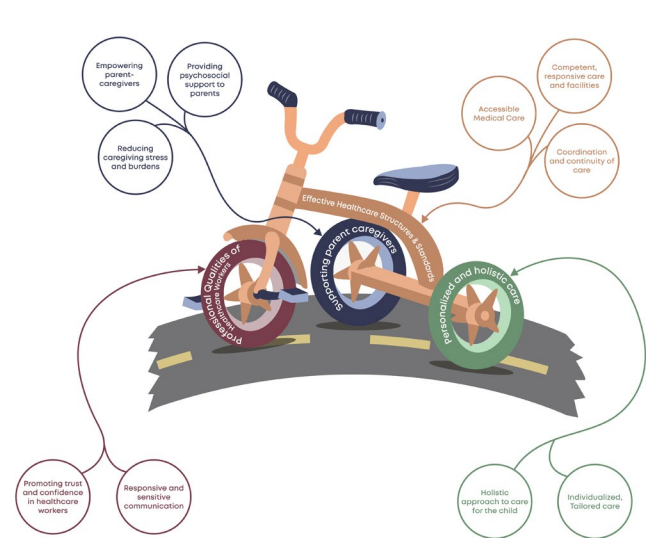 Empowering
parent-
caregivers
Providing
psychosocial
support to
parents
Reducing
caregiving stress
and burdens
Competent,
responsive care
and facilities
Accessible
Medical Care
Coordination
and continuity of
care
Effective Healthcare Structures & Standards
Supporting parent caregivers
Professional Qualities of
Healthcare Workers
Personalized and holistic care
Promoting trust
and confidence
in healthcare
workers
Responsive and
sensitive
communication
Holistic
approach to care
for the child
Individualized,
Tailored care